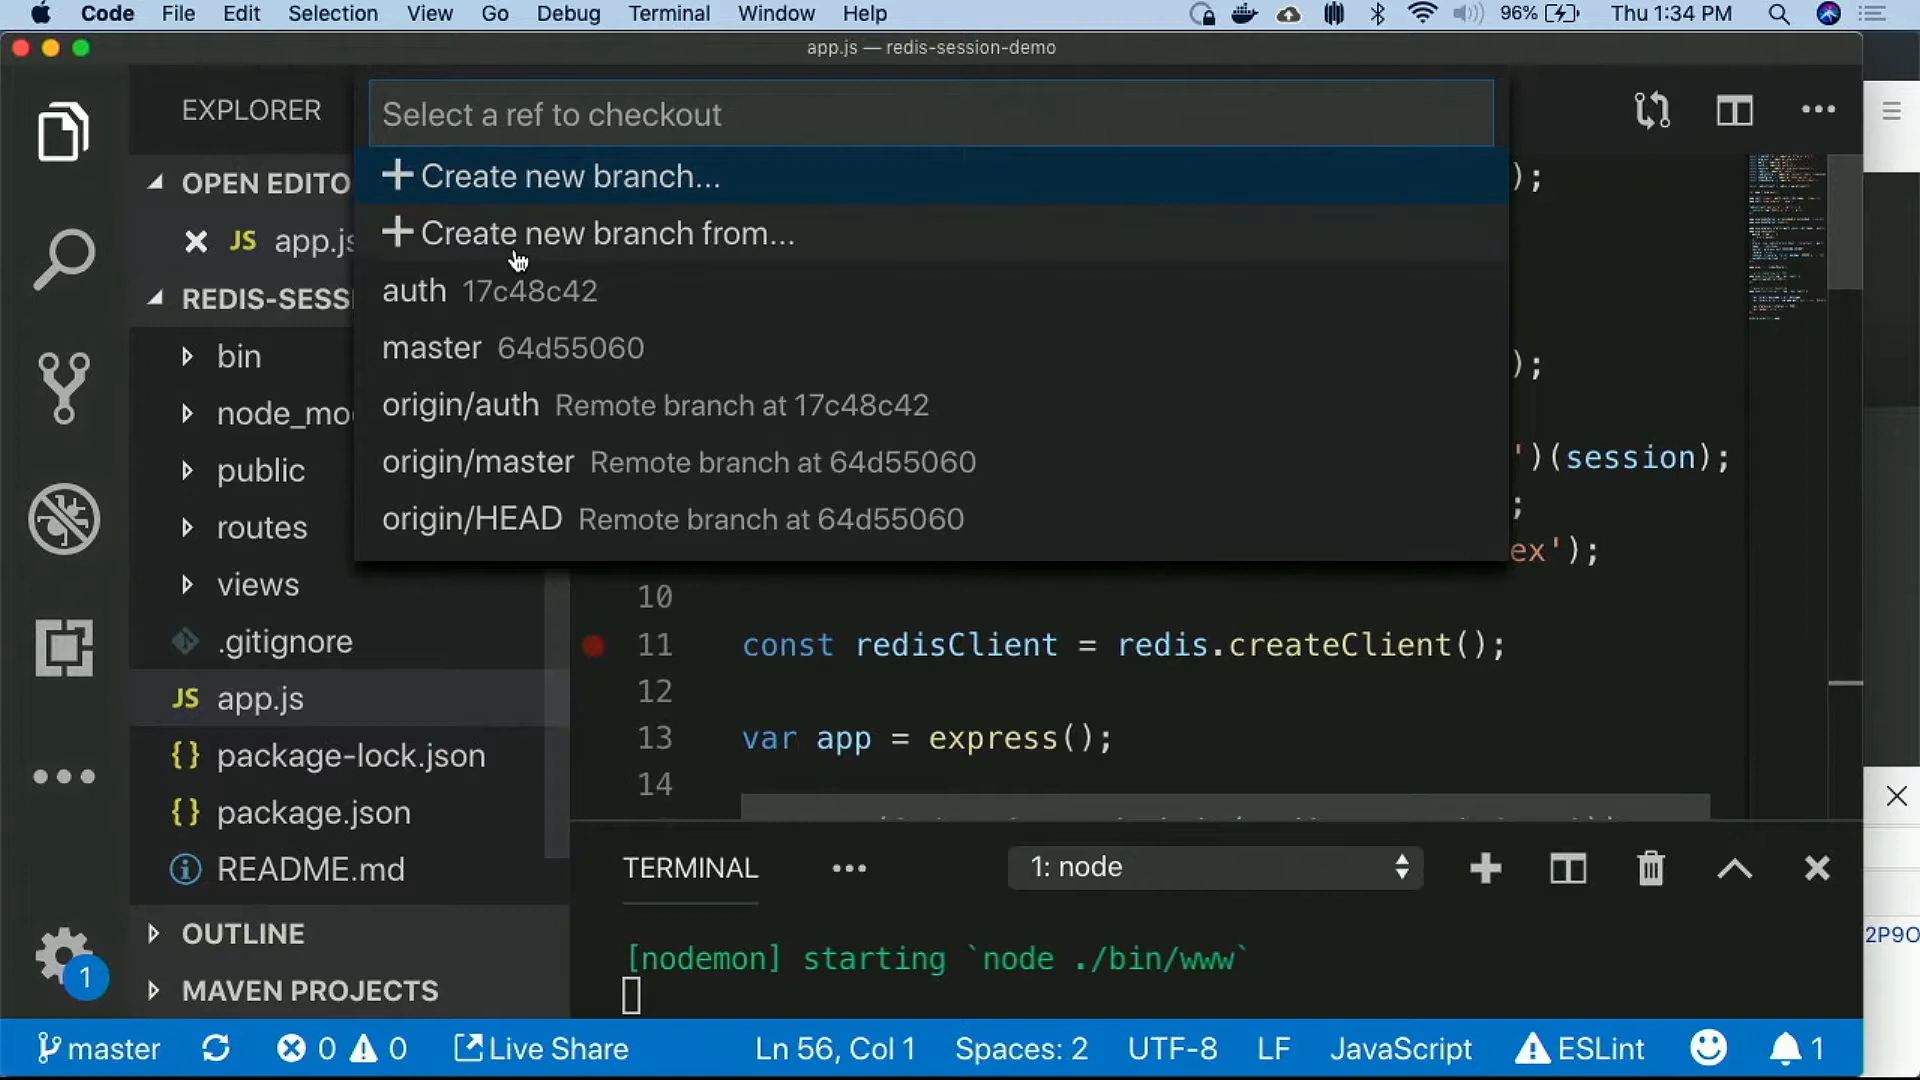 Code File Edit Selection View Go Debug Terminal Window Help 96% Thu 1:34 PM
app.js — redis-session-demo
EXPLORER
Select a ref to checkout
OPEN EDITO
+ Create new branch...
);
+ Create new branch from...
JS app.js
auth 17c48c42
REDIS-SESS
master 64d55060
bin
);
origin/auth Remote branch at 17c48c42
node_mo
origin/master Remote branch at 64d55060
')(session);
public
origin/HEAD Remote branch at 64d55060
;
routes
ex');
views
10
.gitignore
11 const redisClient = redis.createClient();
12
JS app.js
13 var app = express();
{} package-lock.json
14
{} package.json
README.md
TERMINAL
1: node
OUTLINE
2P9O
[nodemon] starting `node ./bin/www`
1
MAVEN PROJECTS
master 0 0 Live Share Ln 56, Col 1 Spaces: 2 UTF-8 LF JavaScript ESLint 1